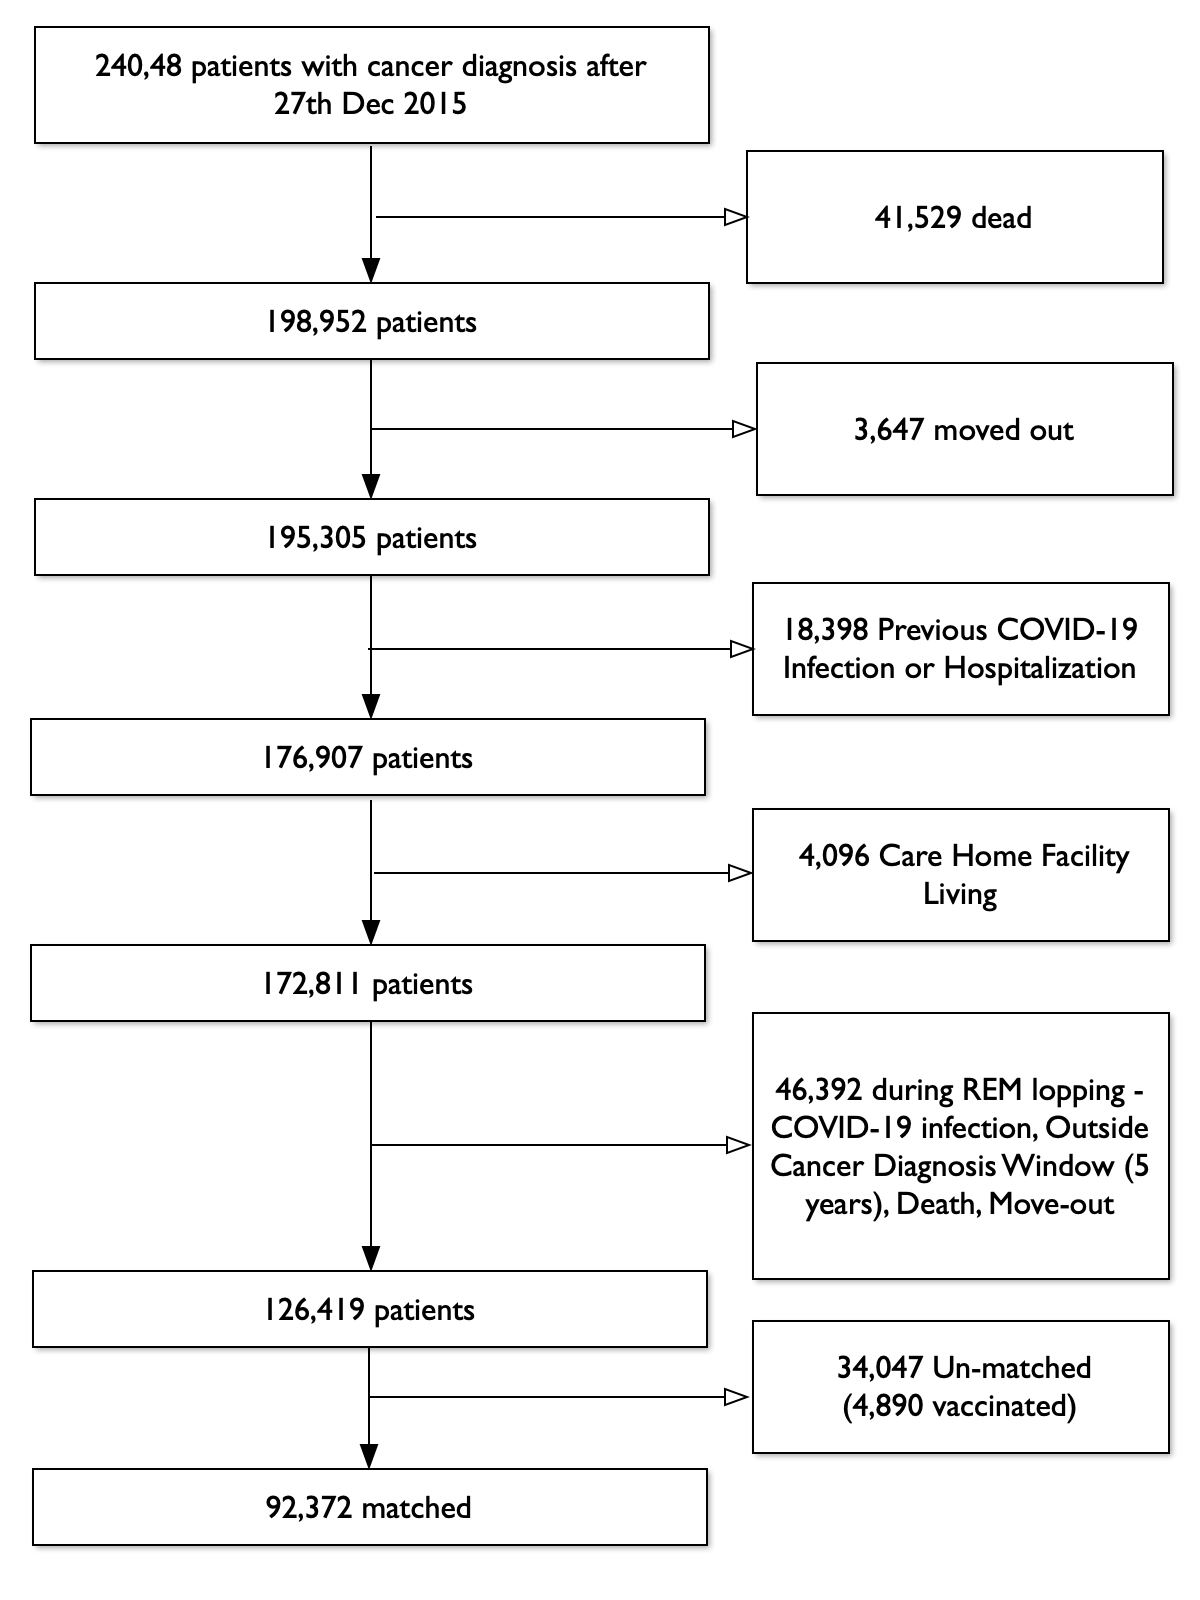 240,48 patients with cancer diagnosis after
27th Dec 2015
41,529 dead
198,952 patients
3,647 moved out
195,305 patients
18,398 Previous COVID-19
Infection or Hospitalization
176,907 patients
4,096 Care Home Facility
Living
172,811 patients
46,392 during REM lopping -
COVID-19 infection, Outside
Cancer Diagnosis Window (5
years), Death, Move-out
126,419 patients
34,047 Un-matched
(4,890 vaccinated)
92,372 matched